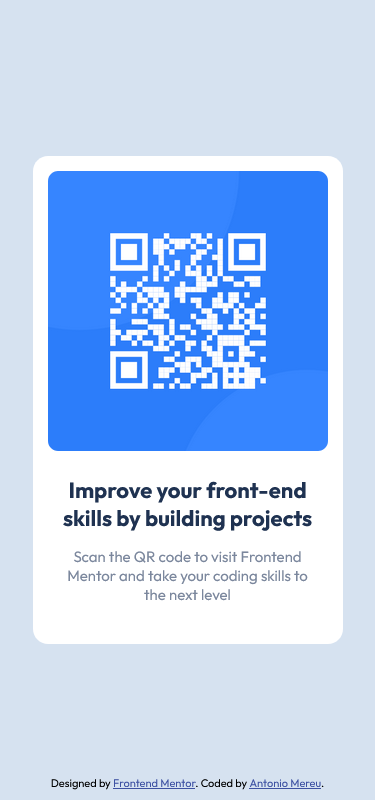 Improve your front-end
skills by building projects
Scan the QR code to visit Frontend
Mentor and take your coding skills to
the next level
Designed by Frontend Mentor. Coded by Antonio Mereu.